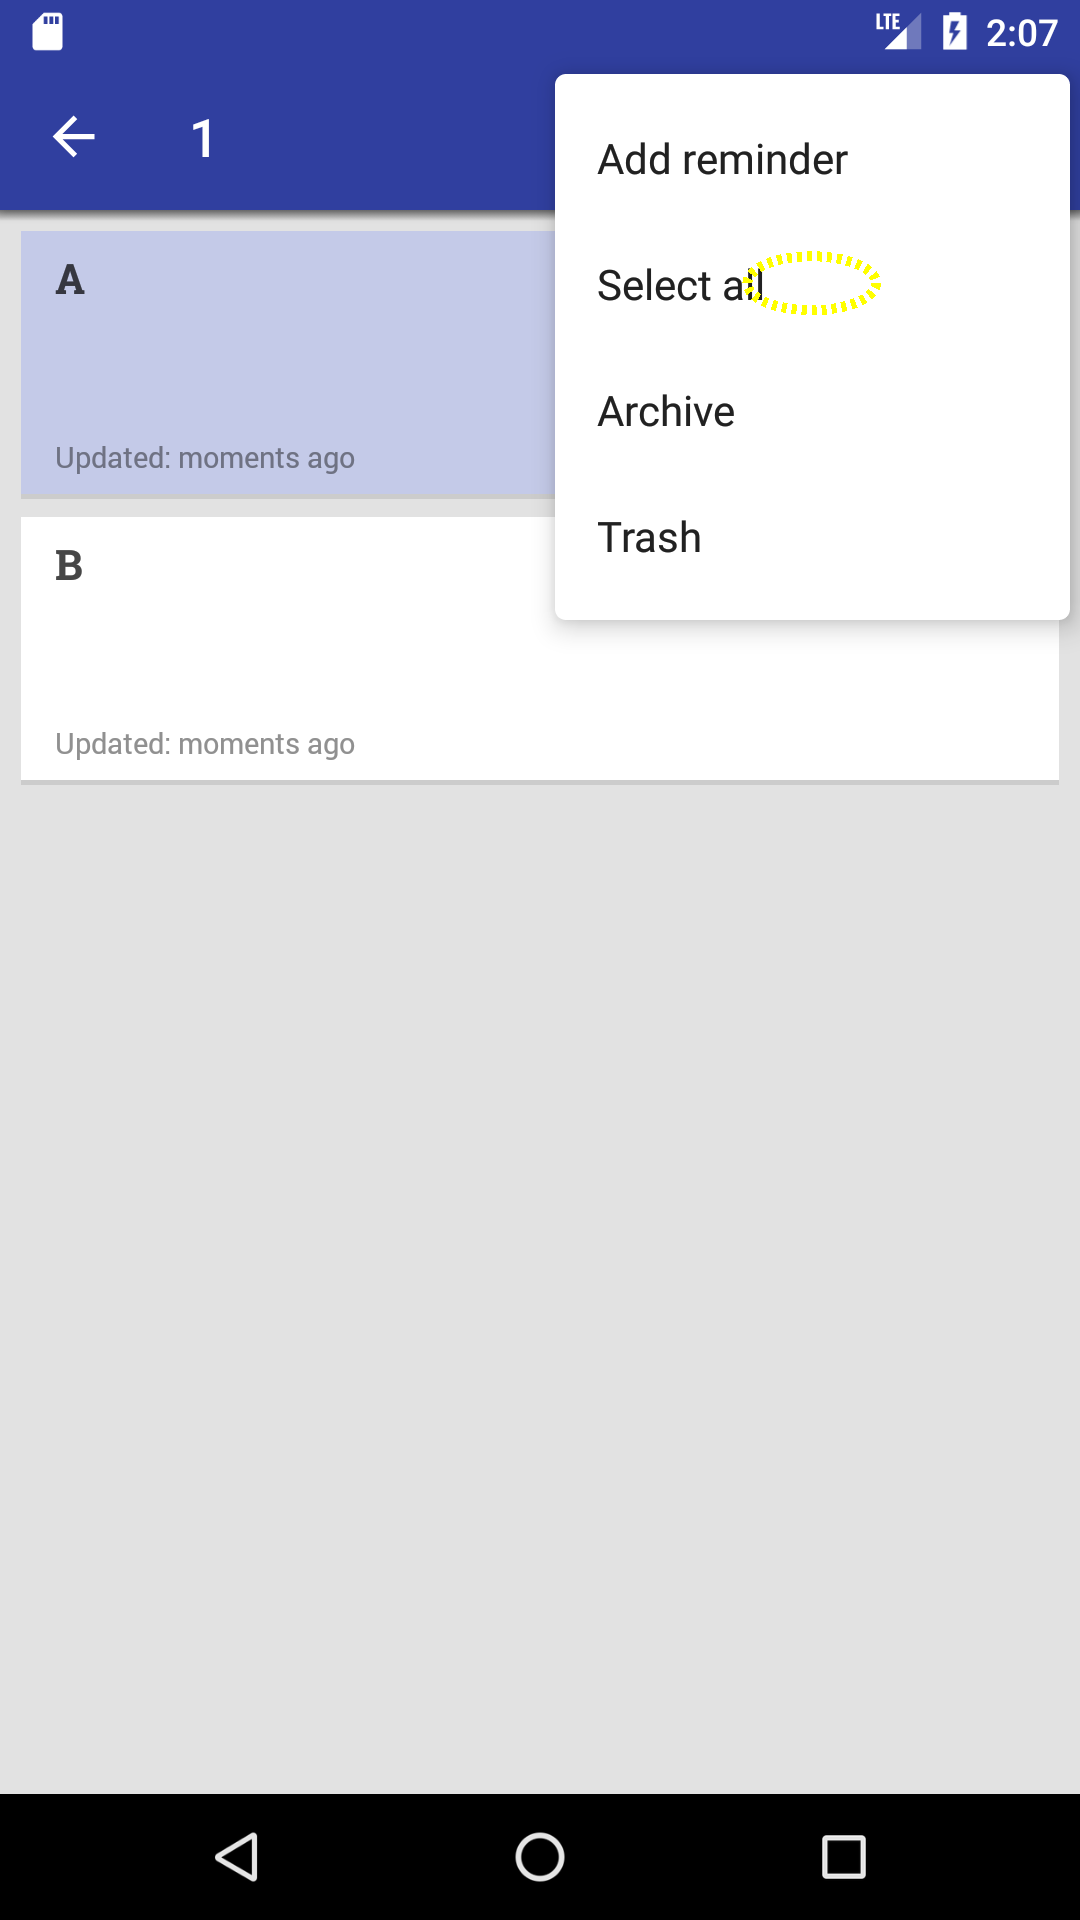 LTE 2:07
1
Add reminder
Select all
Archive
Trash
A
Updated: moments ago
B
Updated: moments ago